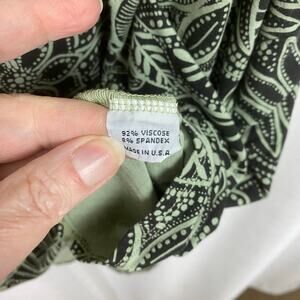 92% VISCOSE
8% SPANDEX
MADE IN U.S.A.